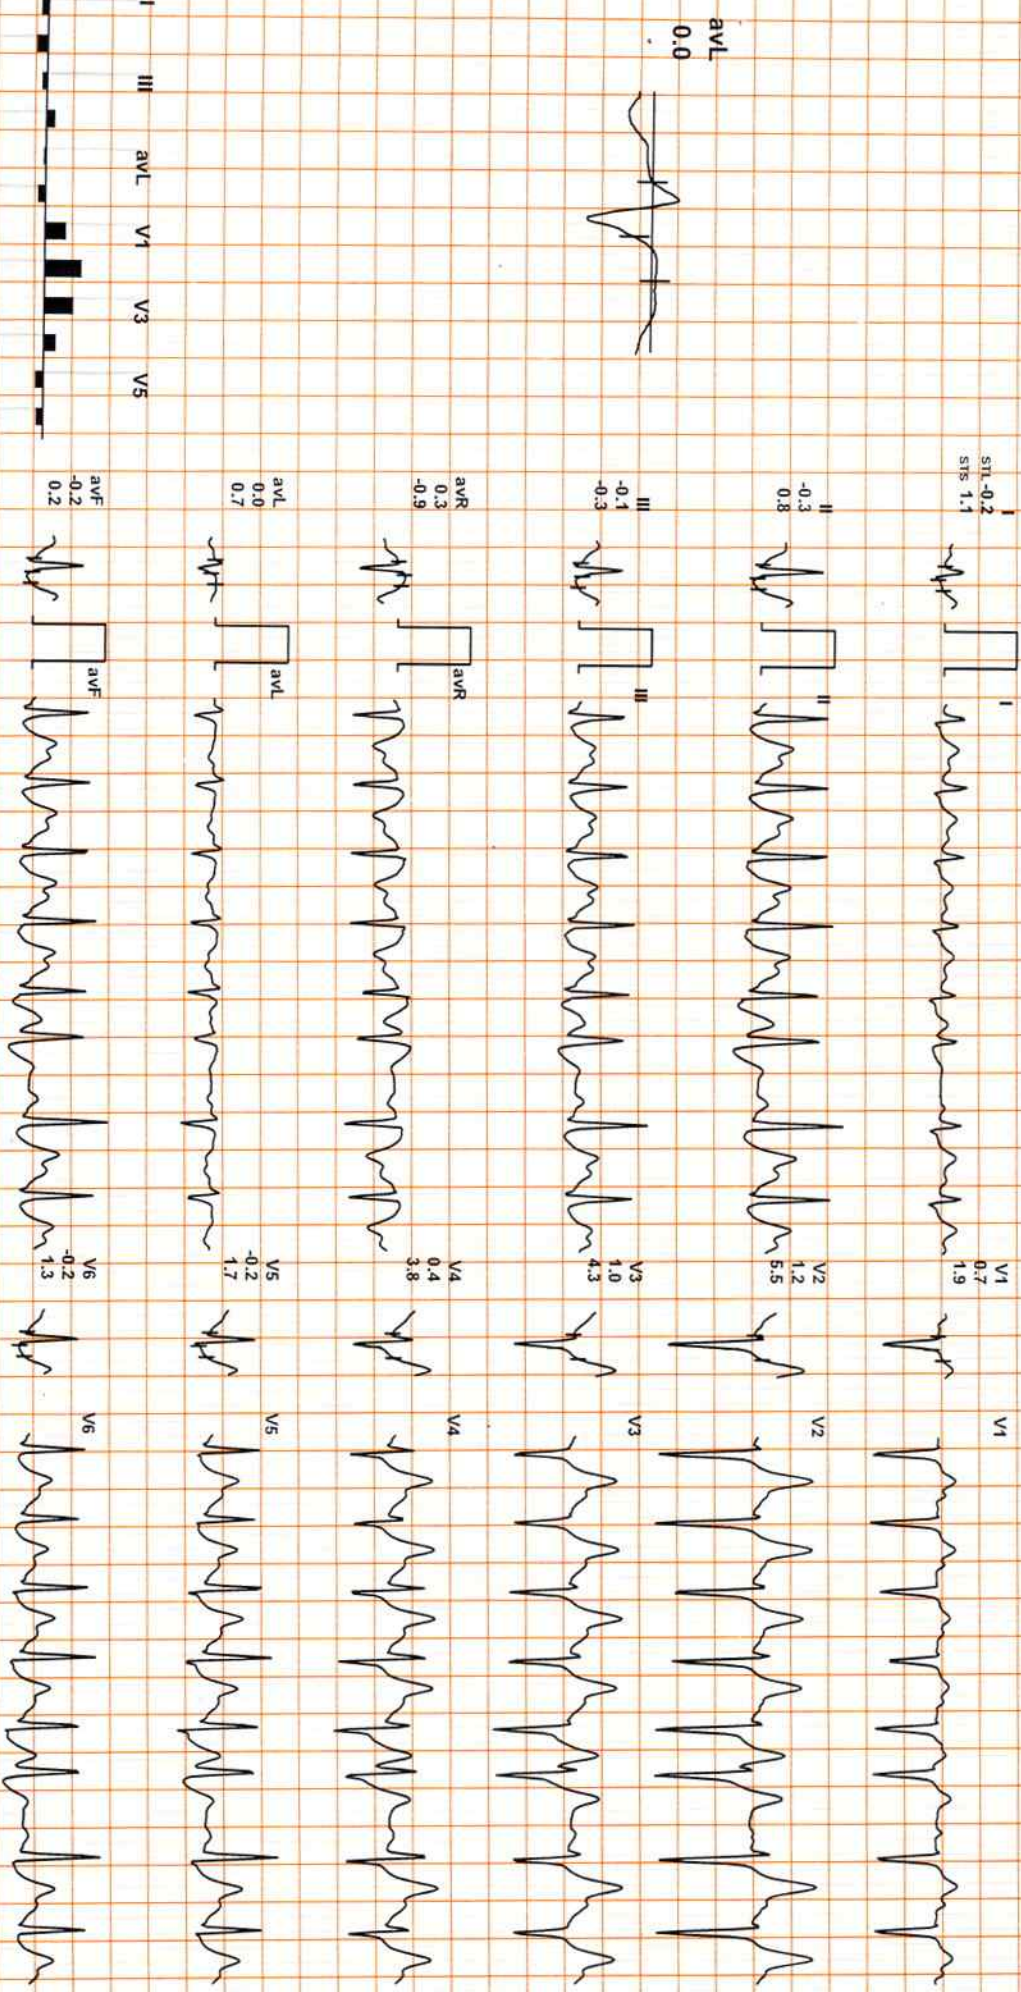 avL
0.0
I
III
avL
V1
V3
V5
I
STL -0.2
STS 1.1
II
-0.3
0.8
III
-0.1
-0.3
avR
0.3
-0.9
avL
0.0
0.7
avF
-0.2
0.2
I
II
III
avR
avL
avF
V1
0.7
1.9
V2
1.2
5.5
V3
1.0
4.3
V4
0.4
3.8
V5
-0.2
1.7
V6
-0.2
1.3
V1
V2
V3
V4
V5
V6